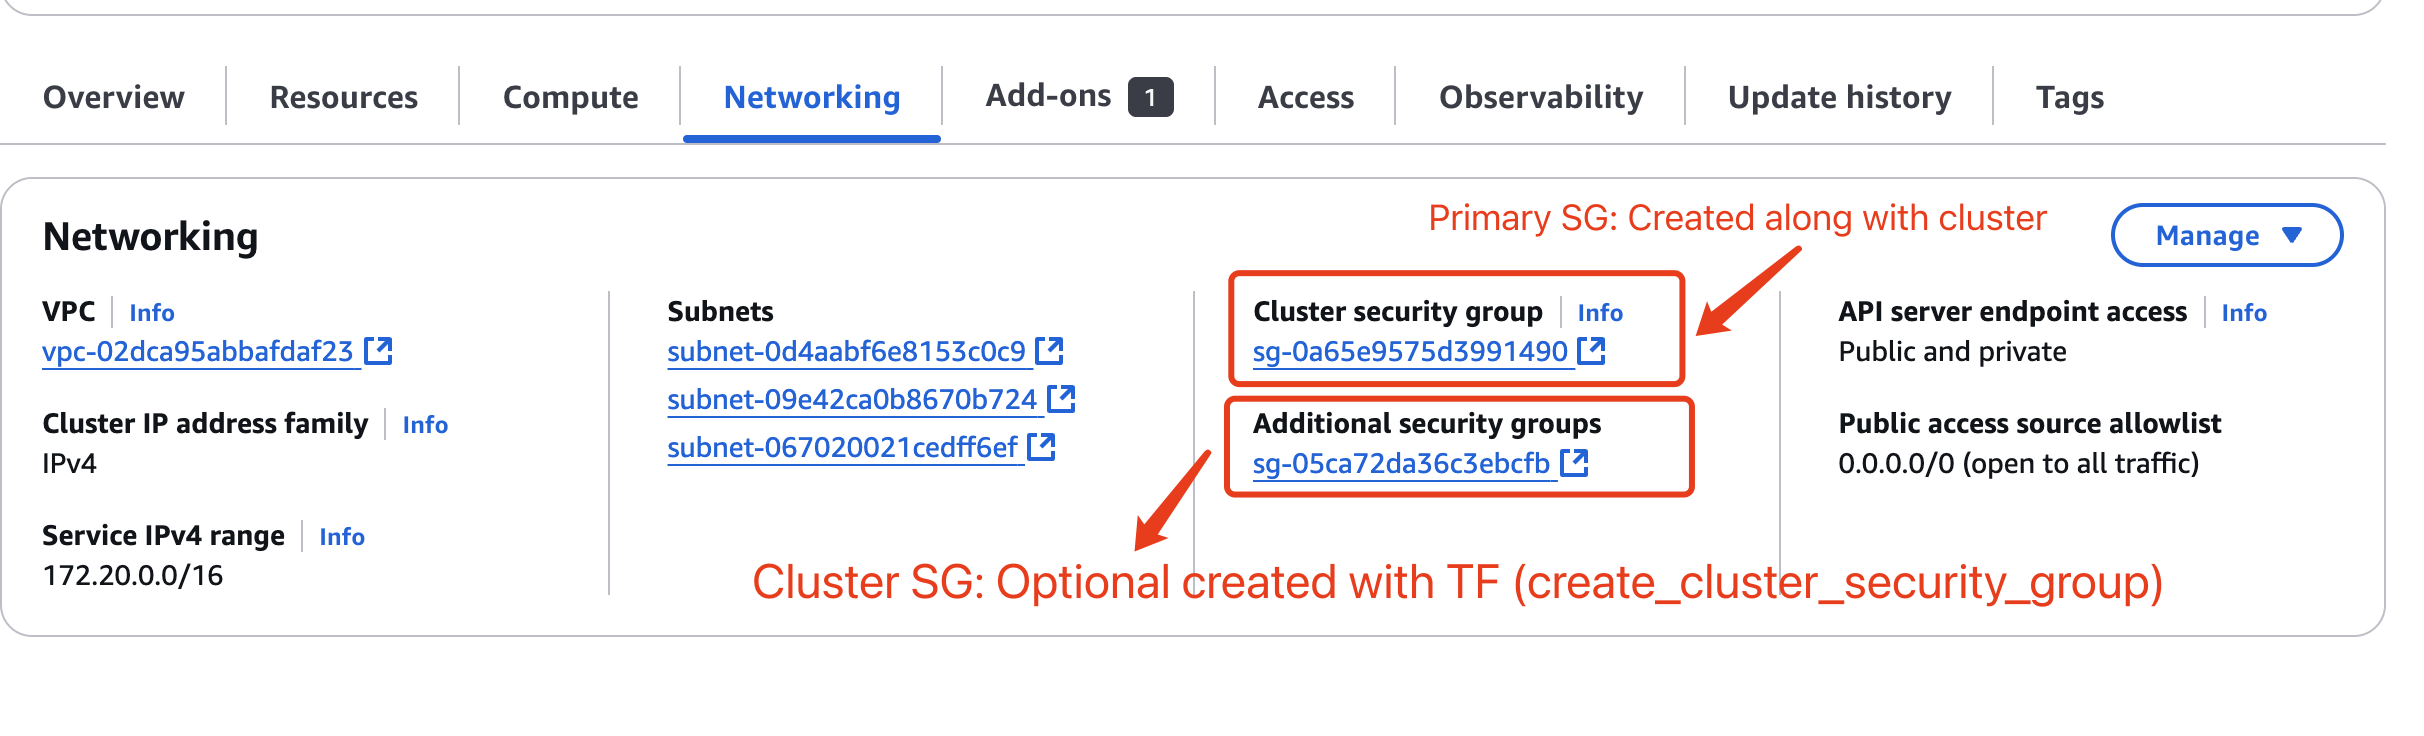 Overview
Resources
Compute
Networking
Add-ons 1
Access
Observability
Update history
Tags
Networking
Primary SG: Created along with cluster
Manage
VPC Info
vpc-02dca95abbafdaf23
Cluster IP address family Info
IPv4
Service IPv4 range Info
172.20.0.0/16
Subnets
subnet-0d4aabf6e8153c0c9
subnet-09e42ca0b8670b724
subnet-067020021cedff6ef
Cluster security group Info
sg-0a65e9575d3991490
Additional security groups
sg-05ca72da36c3ebcfb
API server endpoint access Info
Public and private
Public access source allowlist
0.0.0.0/0 (open to all traffic)
Cluster SG: Optional created with TF (create_cluster_security_group)